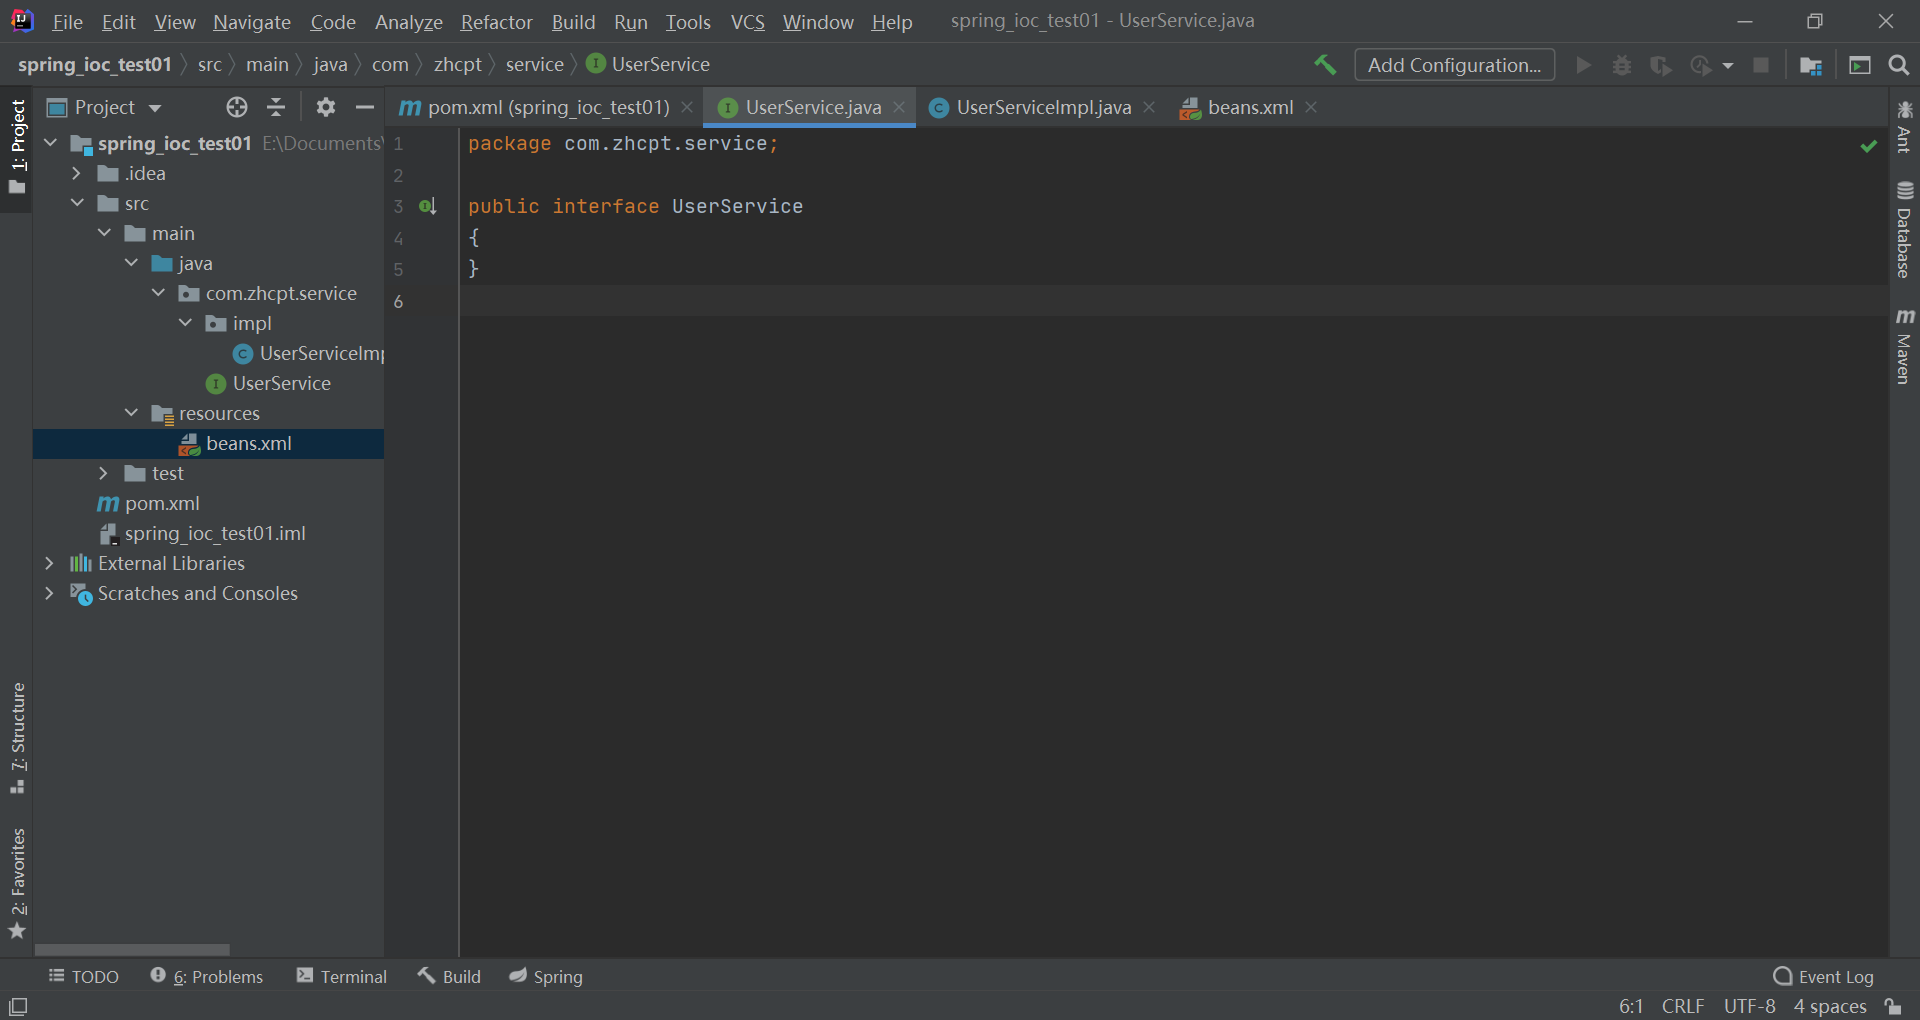 File Edit View Navigate Code Analyze Refactor Build Run Tools VCS Window Help spring_ioc_test01 - UserService.java
spring_ioc_test01 src main java com zhcpt service UserService Add Configuration...
Project
pom.xml (spring_ioc_test01) UserService.java UserServiceImpl.java beans.xml
spring_ioc_test01 E:\Documents\
.idea
src
main
java
com.zhcpt.service
impl
UserServiceImp
UserService
resources
beans.xml
test
pom.xml
spring_ioc_test01.iml
External Libraries
Scratches and Consoles
1 package com.zhcpt.service;
2
3 public interface UserService
4 {
5 }
6
1: Project
7: Structure
2: Favorites
Ant
Database
Maven
TODO 6: Problems Terminal Build Spring Event Log
6:1 CRLF UTF-8 4 spaces